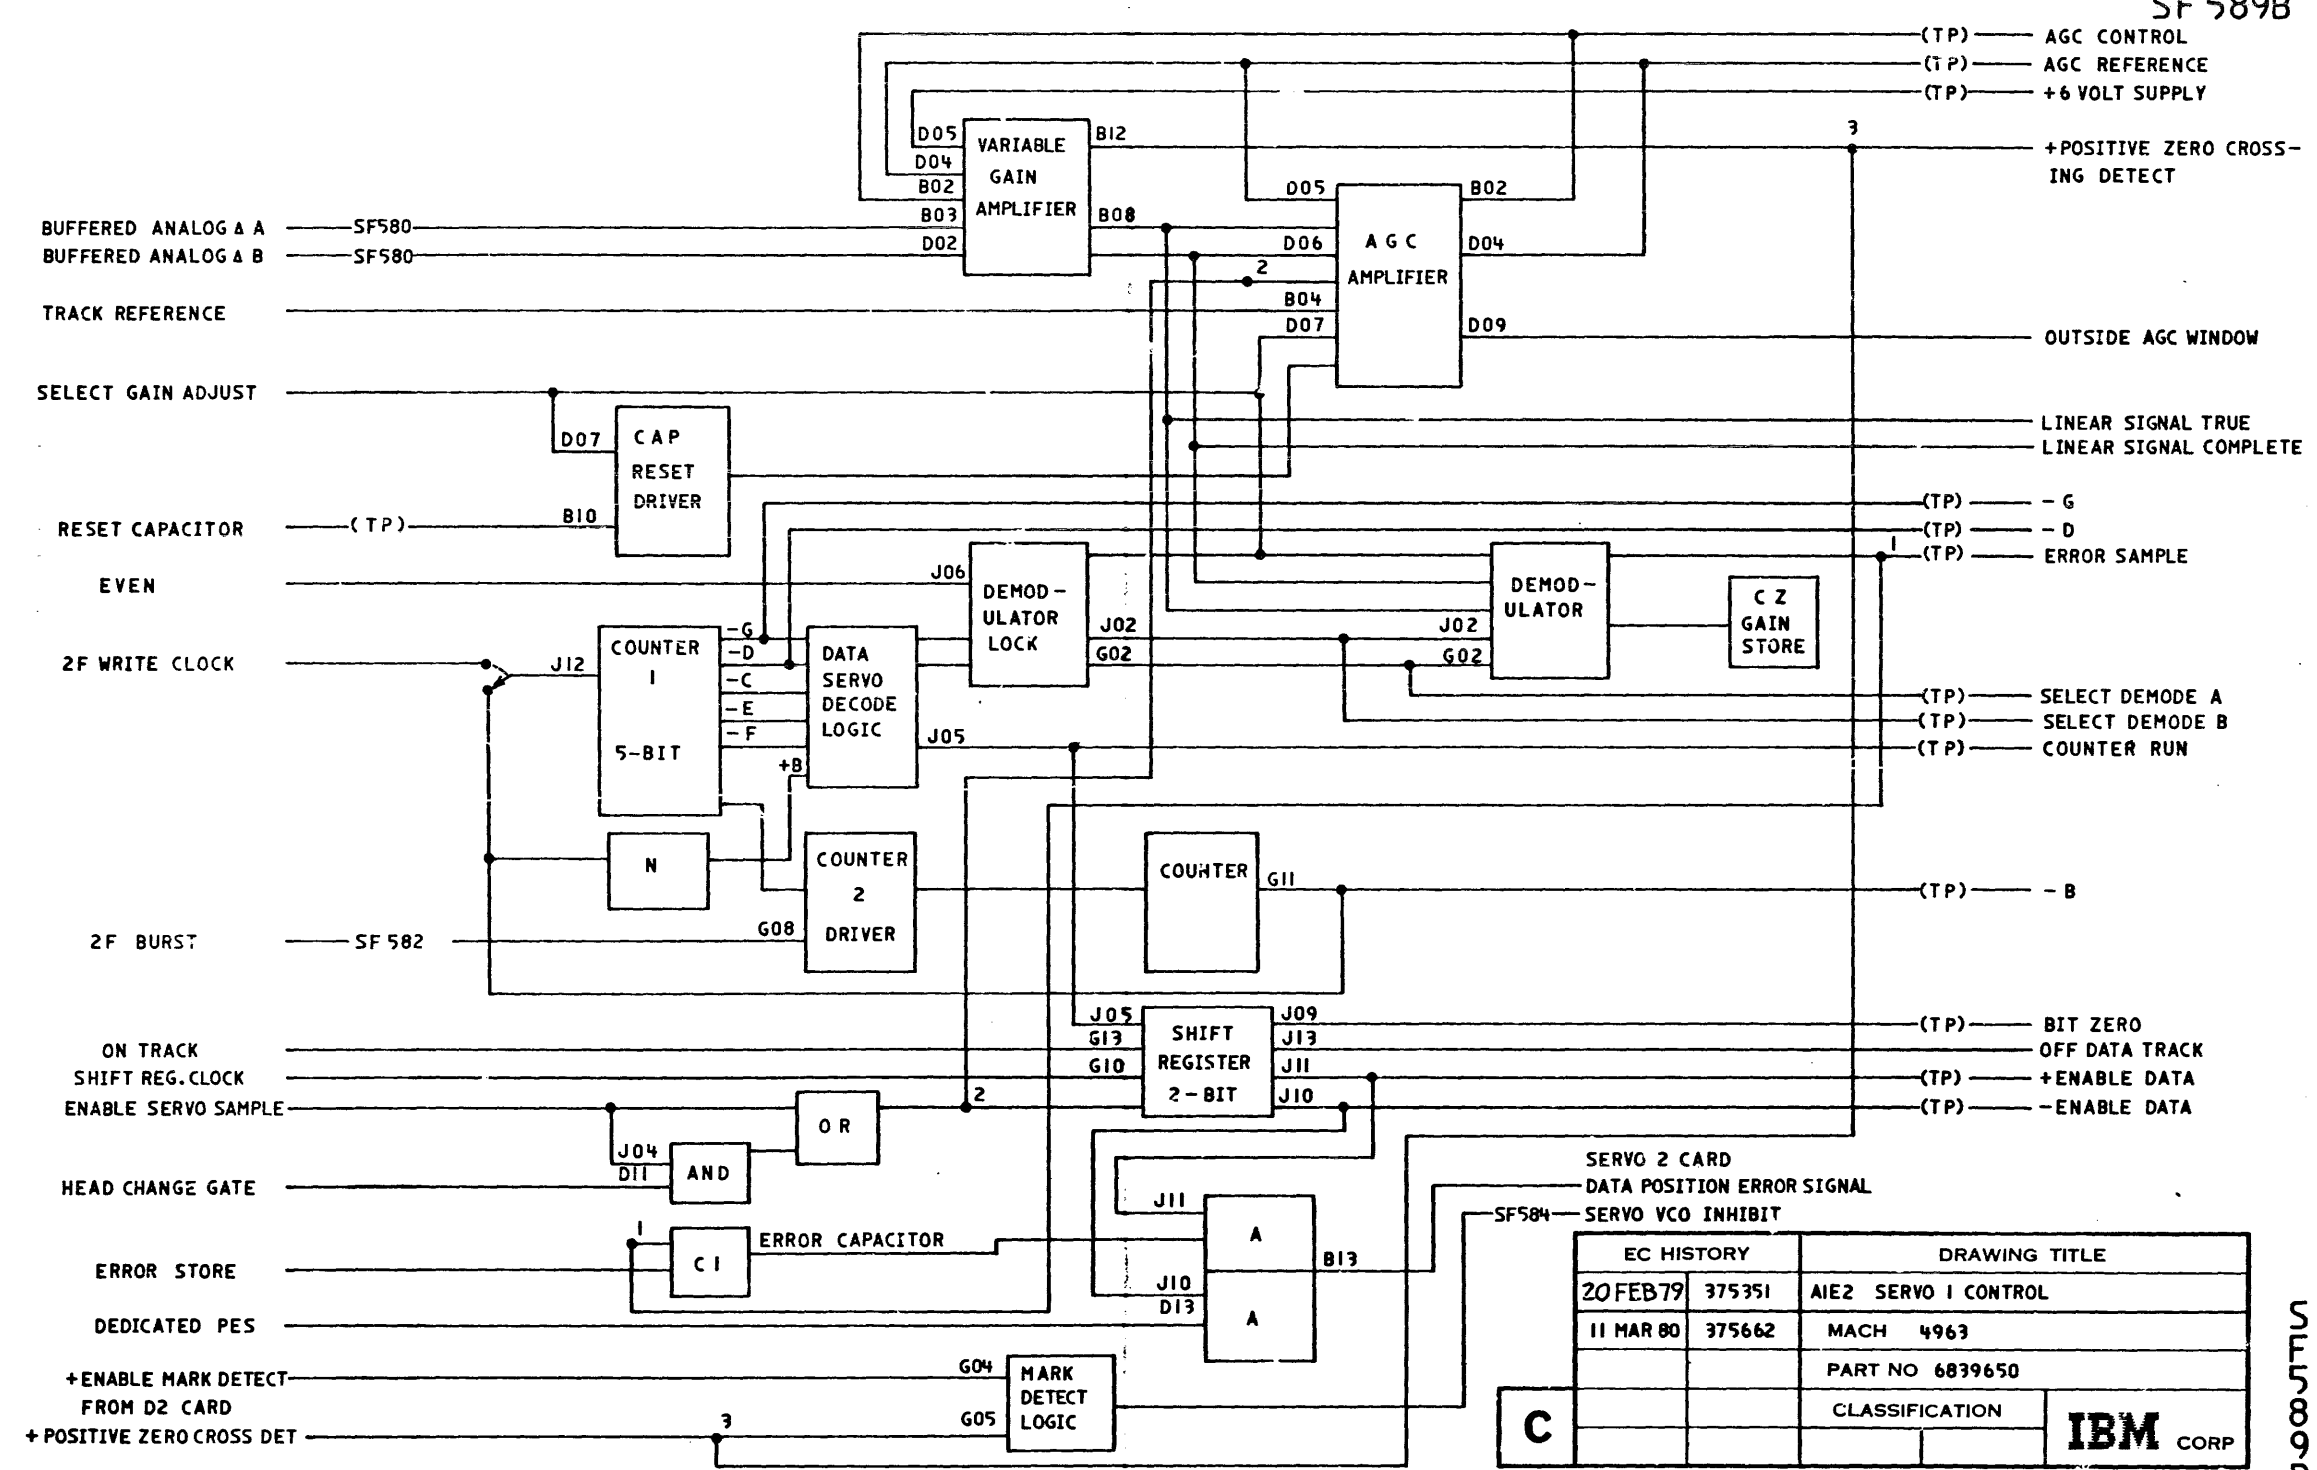 SF 589B
(TP) AGC CONTROL
(TP) AGC REFERENCE
(TP) +6 VOLT SUPPLY
3
D05 VARIABLE B12
+POSITIVE ZERO CROSS-
D04 GAIN
ING DETECT
B02 AMPLIFIER
D05 B02
BUFFERED ANALOG Δ A SF580 B03 B08
BUFFERED ANALOG Δ B SF580 D02 D06 AGC D04
2 AMPLIFIER
TRACK REFERENCE B04
D07 D09 OUTSIDE AGC WINDOW
SELECT GAIN ADJUST
D07 CAP
RESET
DRIVER
LINEAR SIGNAL TRUE
LINEAR SIGNAL COMPLETE
(TP) - G
RESET CAPACITOR (TP) B10
(TP) - D
1
(TP) ERROR SAMPLE
EVEN J06 DEMOD-
ULATOR
LOCK
DEMOD-
ULATOR
CZ
GAIN
STORE
2F WRITE CLOCK J12 COUNTER
1
5-BIT
-G
-D
-C
-E
-F
+B
DATA
SERVO
DECODE
LOGIC
J02 J02
G02 G02
J05
(TP) SELECT DEMODE A
(TP) SELECT DEMODE B
(TP) COUNTER RUN
N
COUNTER
2
DRIVER
COUNTER G11 (TP) - B
2F BURST SF 582 G08
J05 SHIFT J09 (TP) BIT ZERO
ON TRACK G13 REGISTER J13 OFF DATA TRACK
SHIFT REG. CLOCK G10 2-BIT J11 (TP) +ENABLE DATA
ENABLE SERVO SAMPLE OR 2 J10 (TP) -ENABLE DATA
J04
D11 AND
HEAD CHANGE GATE
SERVO 2 CARD
DATA POSITION ERROR SIGNAL
SF584 SERVO VCO INHIBIT
J11
1
C1 ERROR CAPACITOR A
ERROR STORE
J10 B13
D13 A
DEDICATED PES
+ENABLE MARK DETECT G04 MARK
FROM D2 CARD DETECT
+POSITIVE ZERO CROSS DET 3 G05 LOGIC
EC HISTORY DRAWING TITLE
20 FEB79 375351 A1E2 SERVO 1 CONTROL
11 MAR 80 375662 MACH 4963
PART NO 6839650
C CLASSIFICATION
IBM CORP
SF589